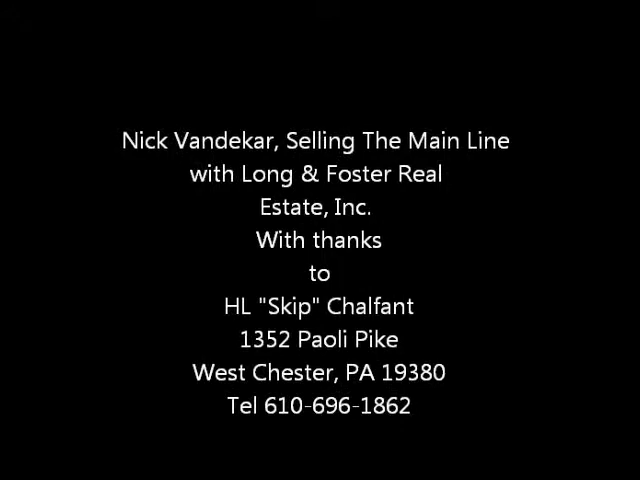 Nick Vandekar, Selling The Main Line
with Long & Foster Real
Estate, Inc.
With thanks
to
HL "Skip" Chalfant
1352 Paoli Pike
West Chester, PA 19380
Tel 610-696-1862